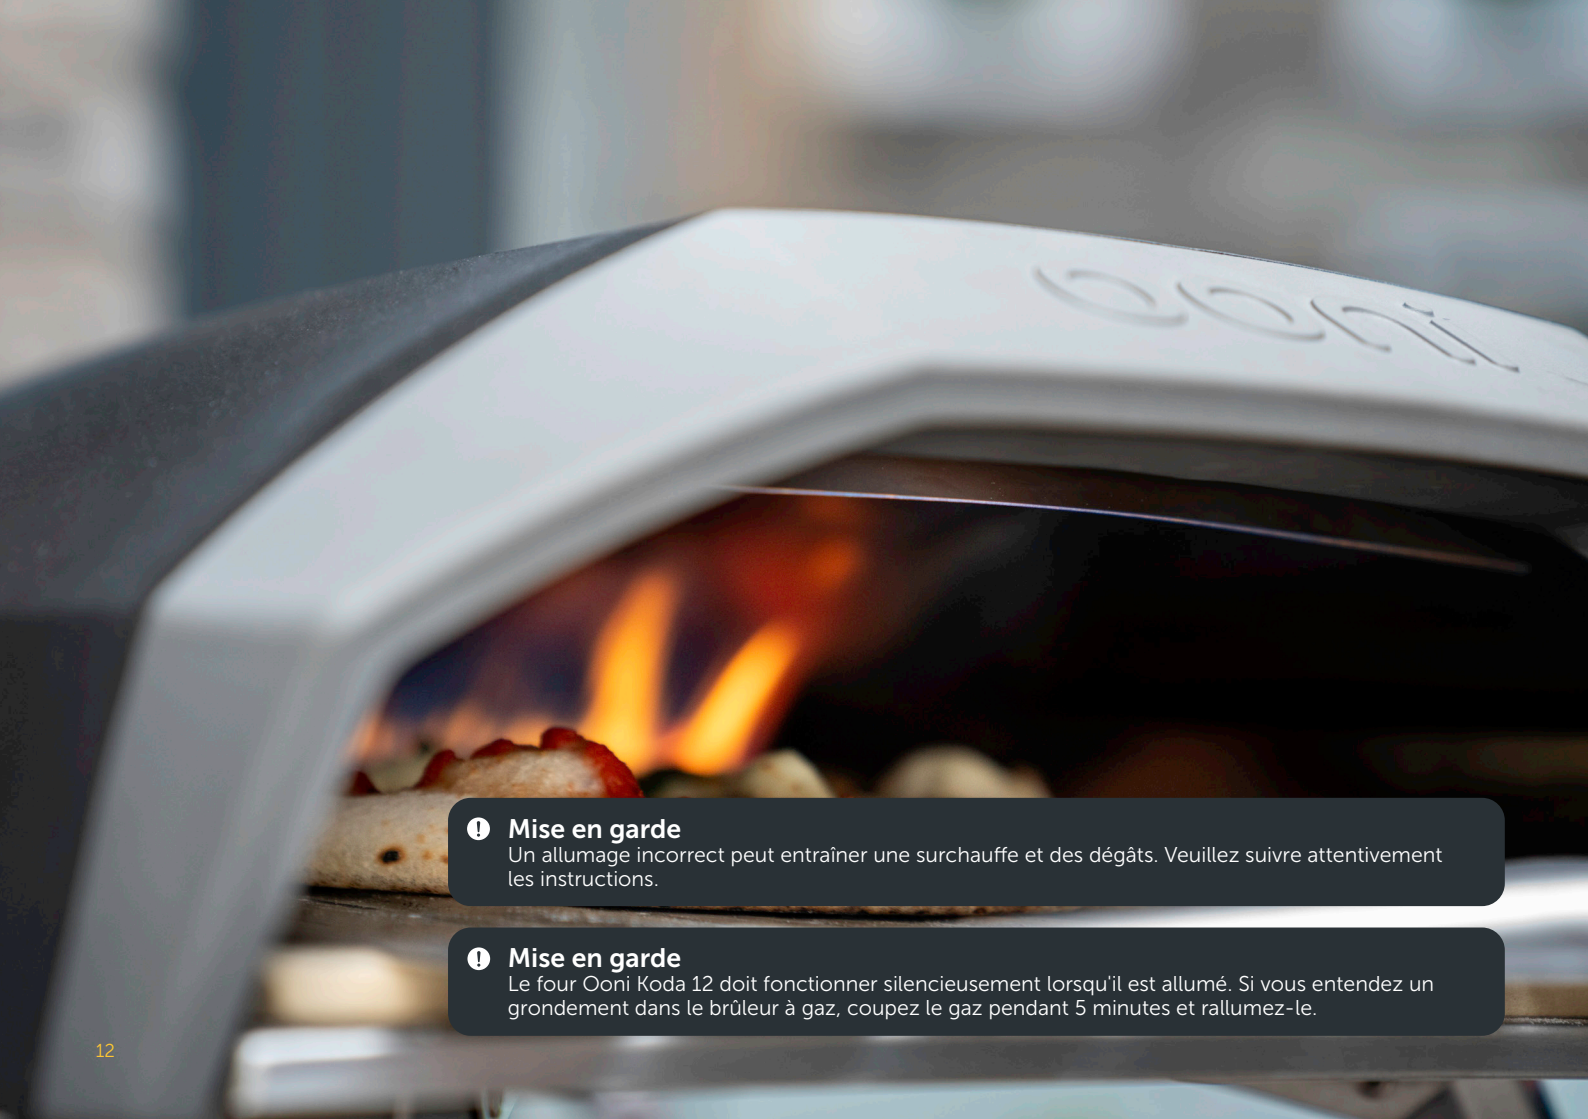 ooni
Mise en garde
Un allumage incorrect peut entraîner une surchauffe et des dégâts. Veuillez suivre attentivement
les instructions.
Mise en garde
Le four Ooni Koda 12 doit fonctionner silencieusement lorsqu'il est allumé. Si vous entendez un
grondement dans le brûleur à gaz, coupez le gaz pendant 5 minutes et rallumez-le.
12